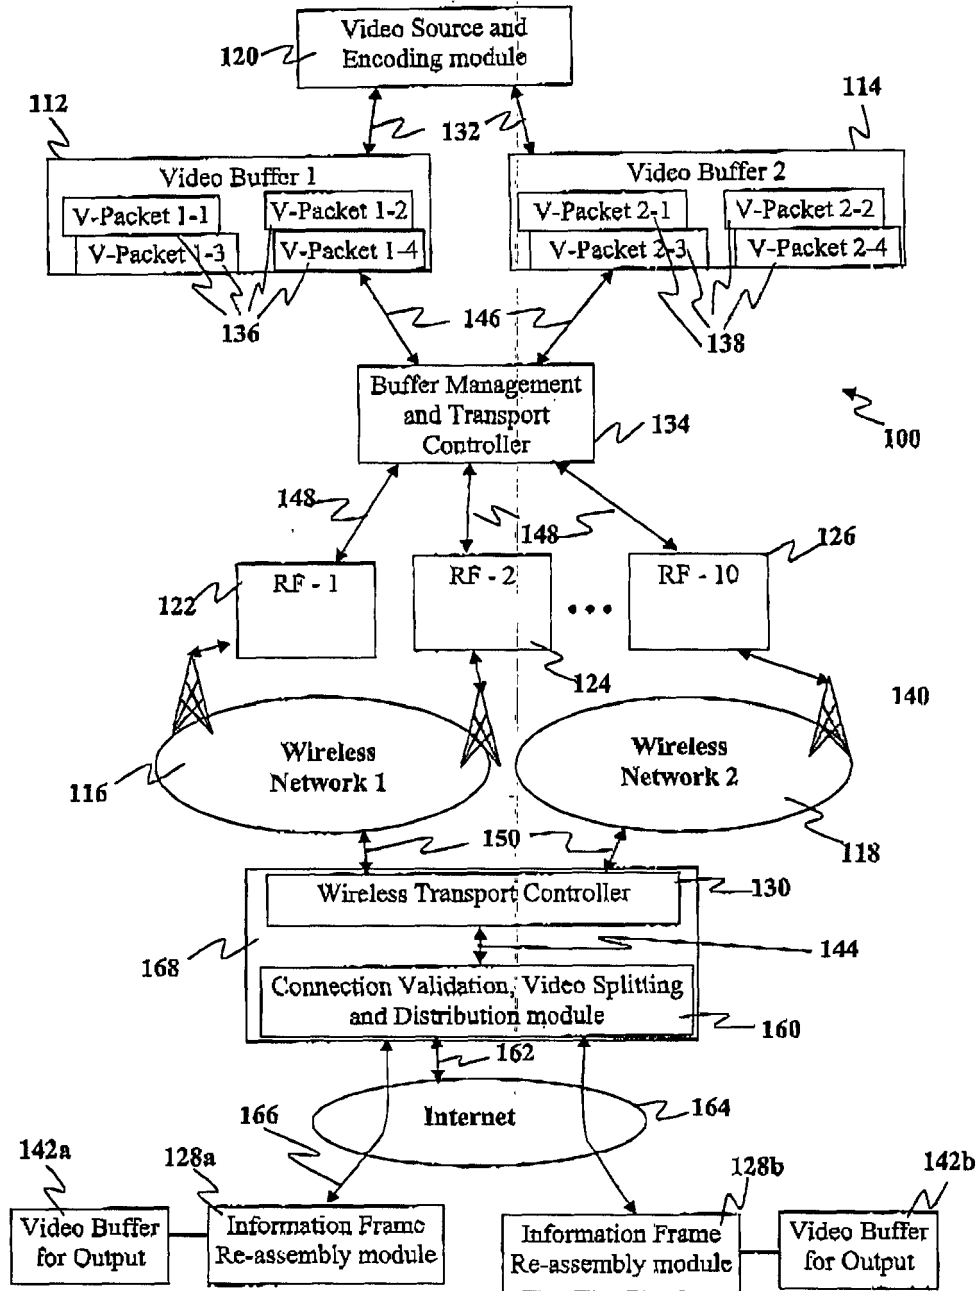 Video Source and
Encoding module
120
112
132
114
Video Buffer 1
V-Packet 1-1
V-Packet 1-2
V-Packet 1-3
V-Packet 1-4
Video Buffer 2
V-Packet 2-1
V-Packet 2-2
V-Packet 2-3
V-Packet 2-4
136
146
138
Buffer Management
and Transport
Controller
134
100
148
148
126
RF - 1
RF - 2
RF - 10
122
124
140
Wireless
Network 1
Wireless
Network 2
116
118
150
Wireless Transport Controller
130
144
168
Connection Validation, Video Splitting
and Distribution module
160
162
Internet
164
166
142a
128a
128b
142b
Video Buffer
for Output
Information Frame
Re-assembly module
Information Frame
Re-assembly module
Video Buffer
for Output